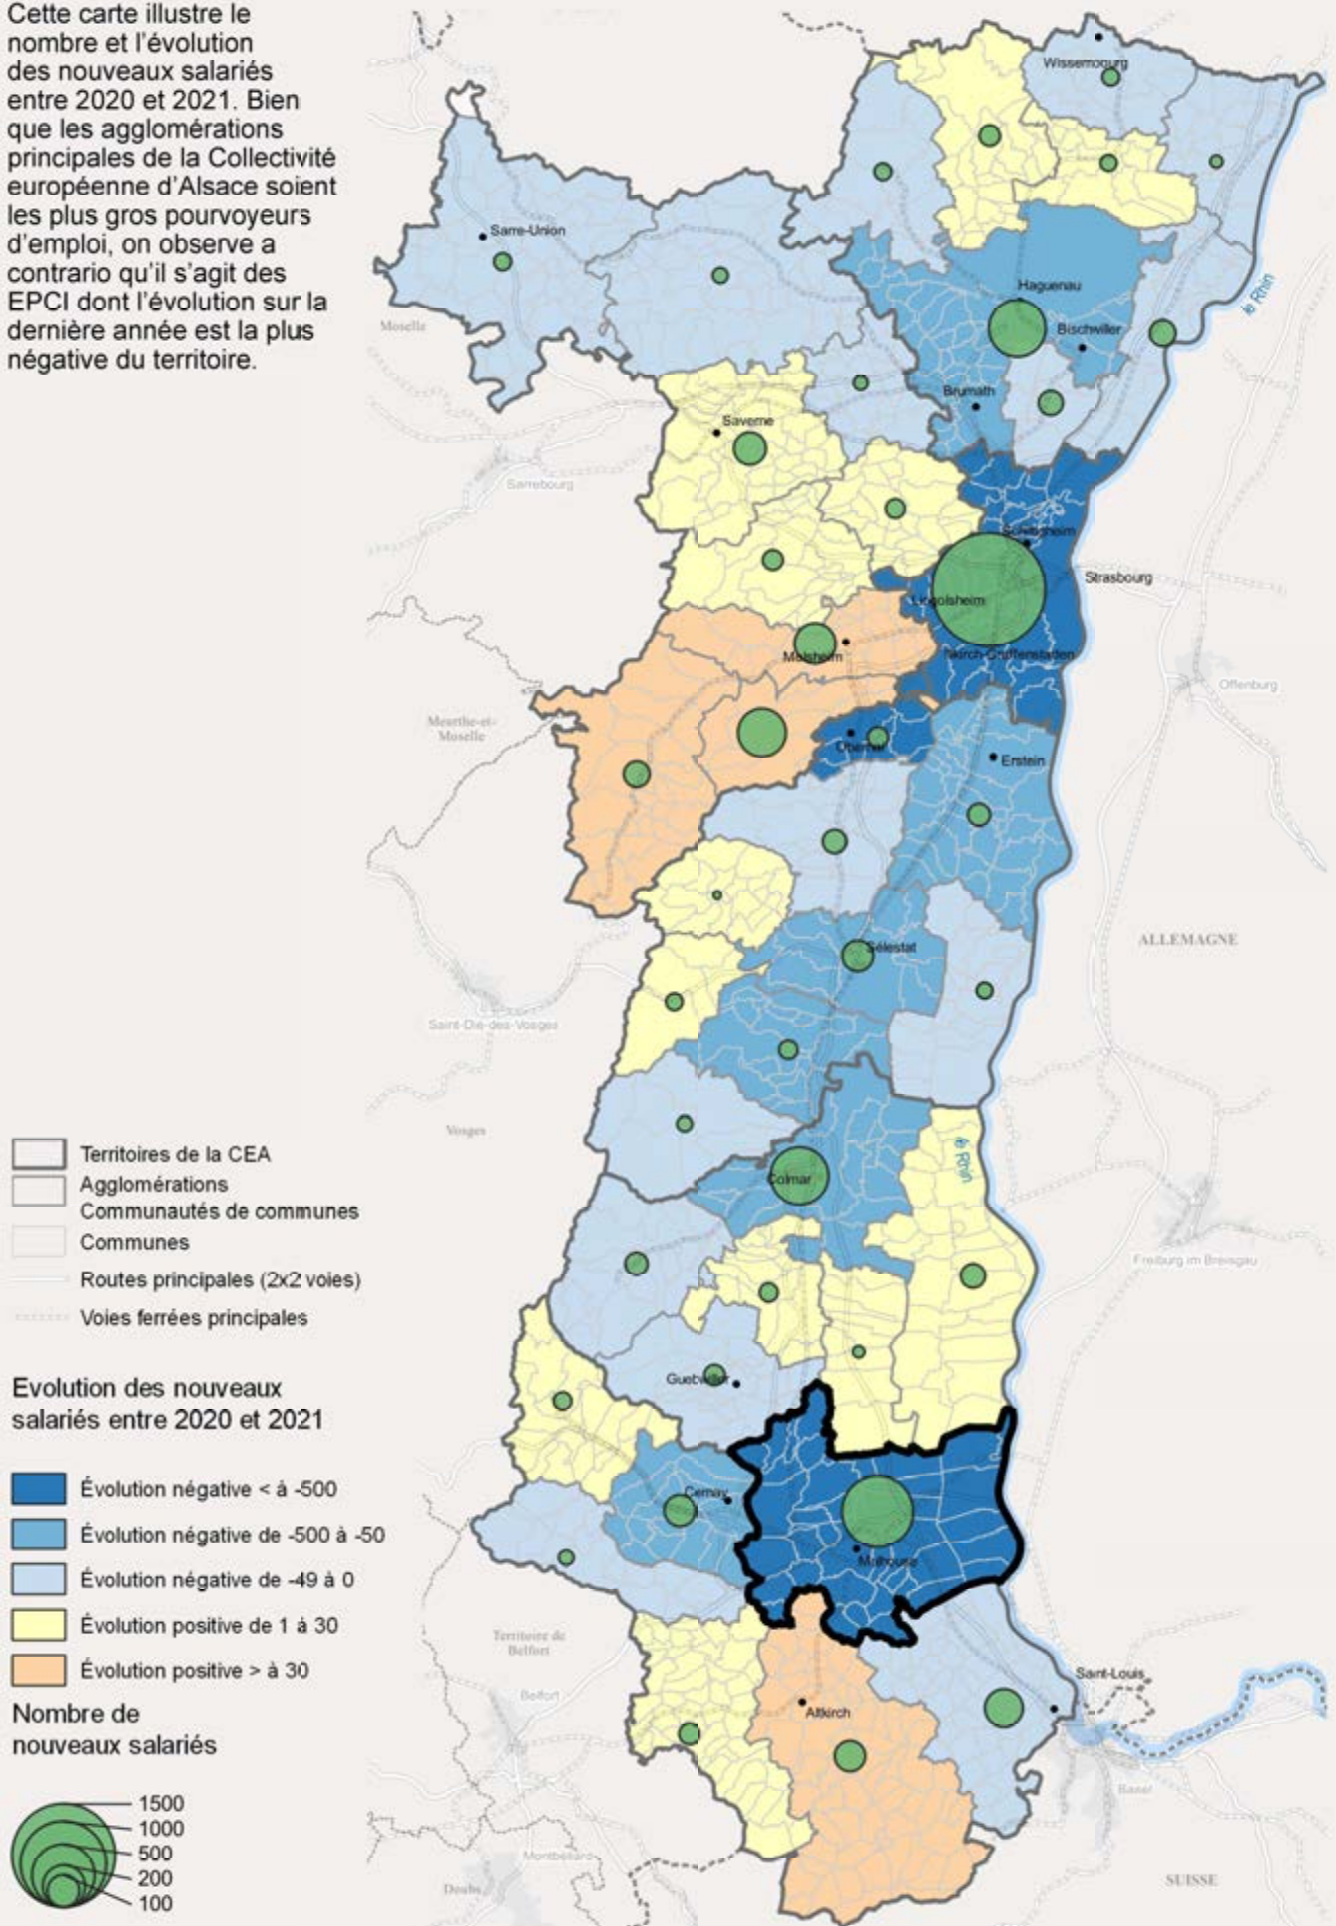 Cette carte illustre le
nombre et l'évolution
des nouveaux salariés
entre 2020 et 2021. Bien
que les agglomérations
principales de la Collectivité
européenne d'Alsace soient
les plus gros pourvoyeurs
d'emploi, on observe a
contrario qu'il s'agit des
EPCI dont l'évolution sur la
dernière année est la plus
négative du territoire.
Wissembourg
Sarre-Union
Haguenau
le Rhin
Moselle
Bischwiller
Brumath
Saverne
Sarrebourg
Schiltigheim
Strasbourg
Lingolsheim
Molsheim
Illkirch-Graffenstaden
Offenburg
Meurthe-et-
Moselle
Obernai
Erstein
ALLEMAGNE
Sélestat
Saint-Dié-des-Vosges
Vosges
le Rhin
Colmar
Freiburg im Breisgau
Guebwiller
Cernay
Mulhouse
Territoire de
Belfort
Belfort
Saint-Louis
Altkirch
Basel
Montbéliard
Doubs
SUISSE
Territoires de la CEA
Agglomérations
Communautés de communes
Communes
Routes principales (2x2 voies)
Voies ferrées principales
Evolution des nouveaux
salariés entre 2020 et 2021
Évolution négative < à -500
Évolution négative de -500 à -50
Évolution négative de -49 à 0
Évolution positive de 1 à 30
Évolution positive > à 30
Nombre de
nouveaux salariés
1500
1000
500
200
100